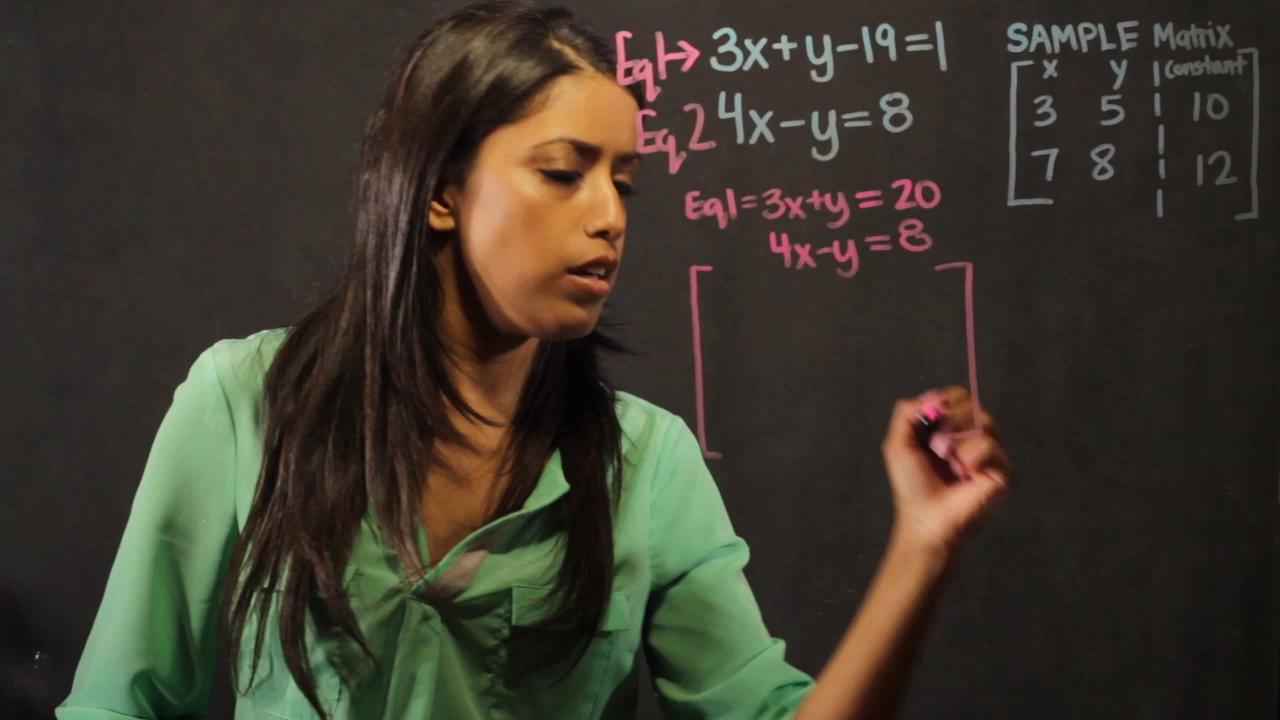 Eq1→ 3x+y-19=1
Eq2 4x-y=8
Eq1=3x+y=20
4x-y=8
SAMPLE Matrix
x y | constant
3 5 | 10
7 8 | 12